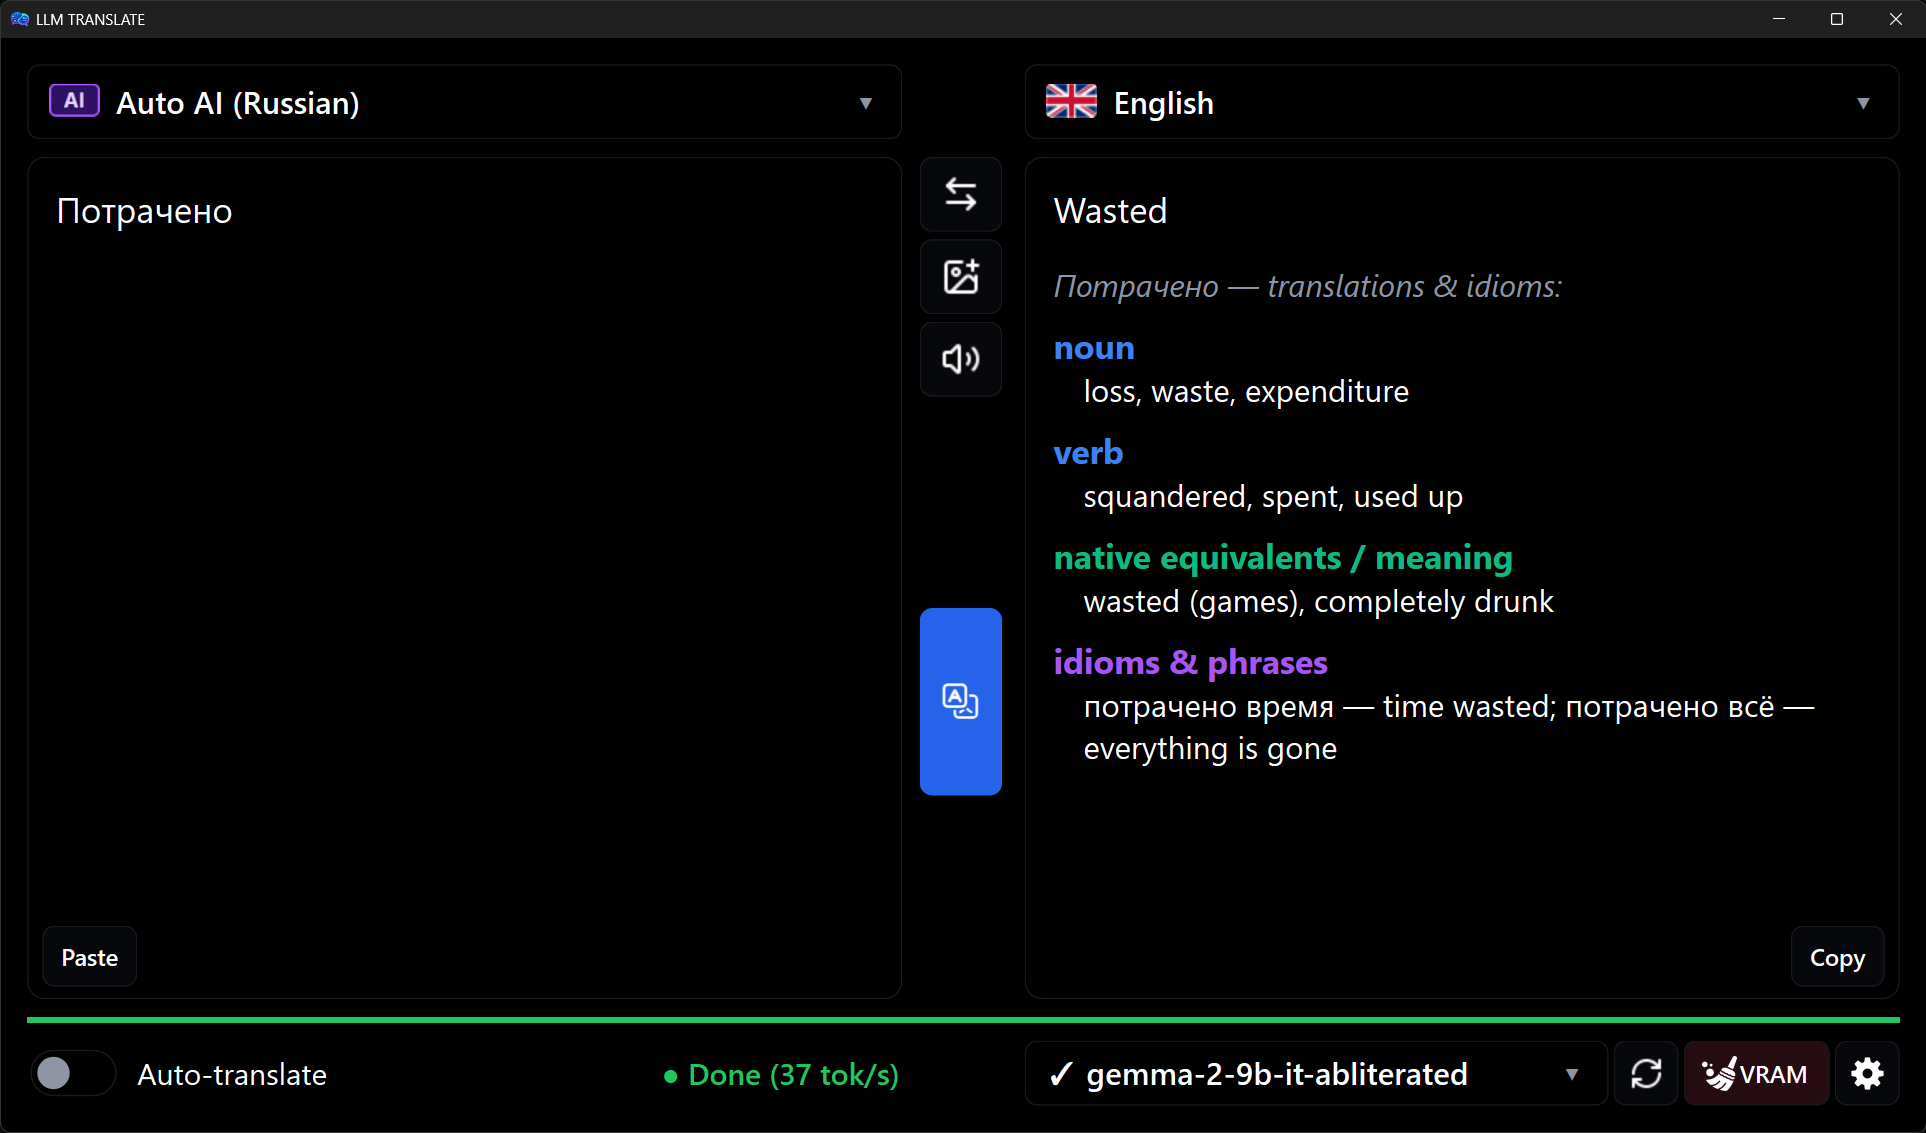 LLM TRANSLATE
AI Auto AI (Russian)
English
Потрачено
Wasted
Потрачено — translations & idioms:
noun
loss, waste, expenditure
verb
squandered, spent, used up
native equivalents / meaning
wasted (games), completely drunk
idioms & phrases
потрачено время — time wasted; потрачено всё —
everything is gone
Paste
Copy
Auto-translate
● Done (37 tok/s)
✓ gemma-2-9b-it-abliterated
VRAM